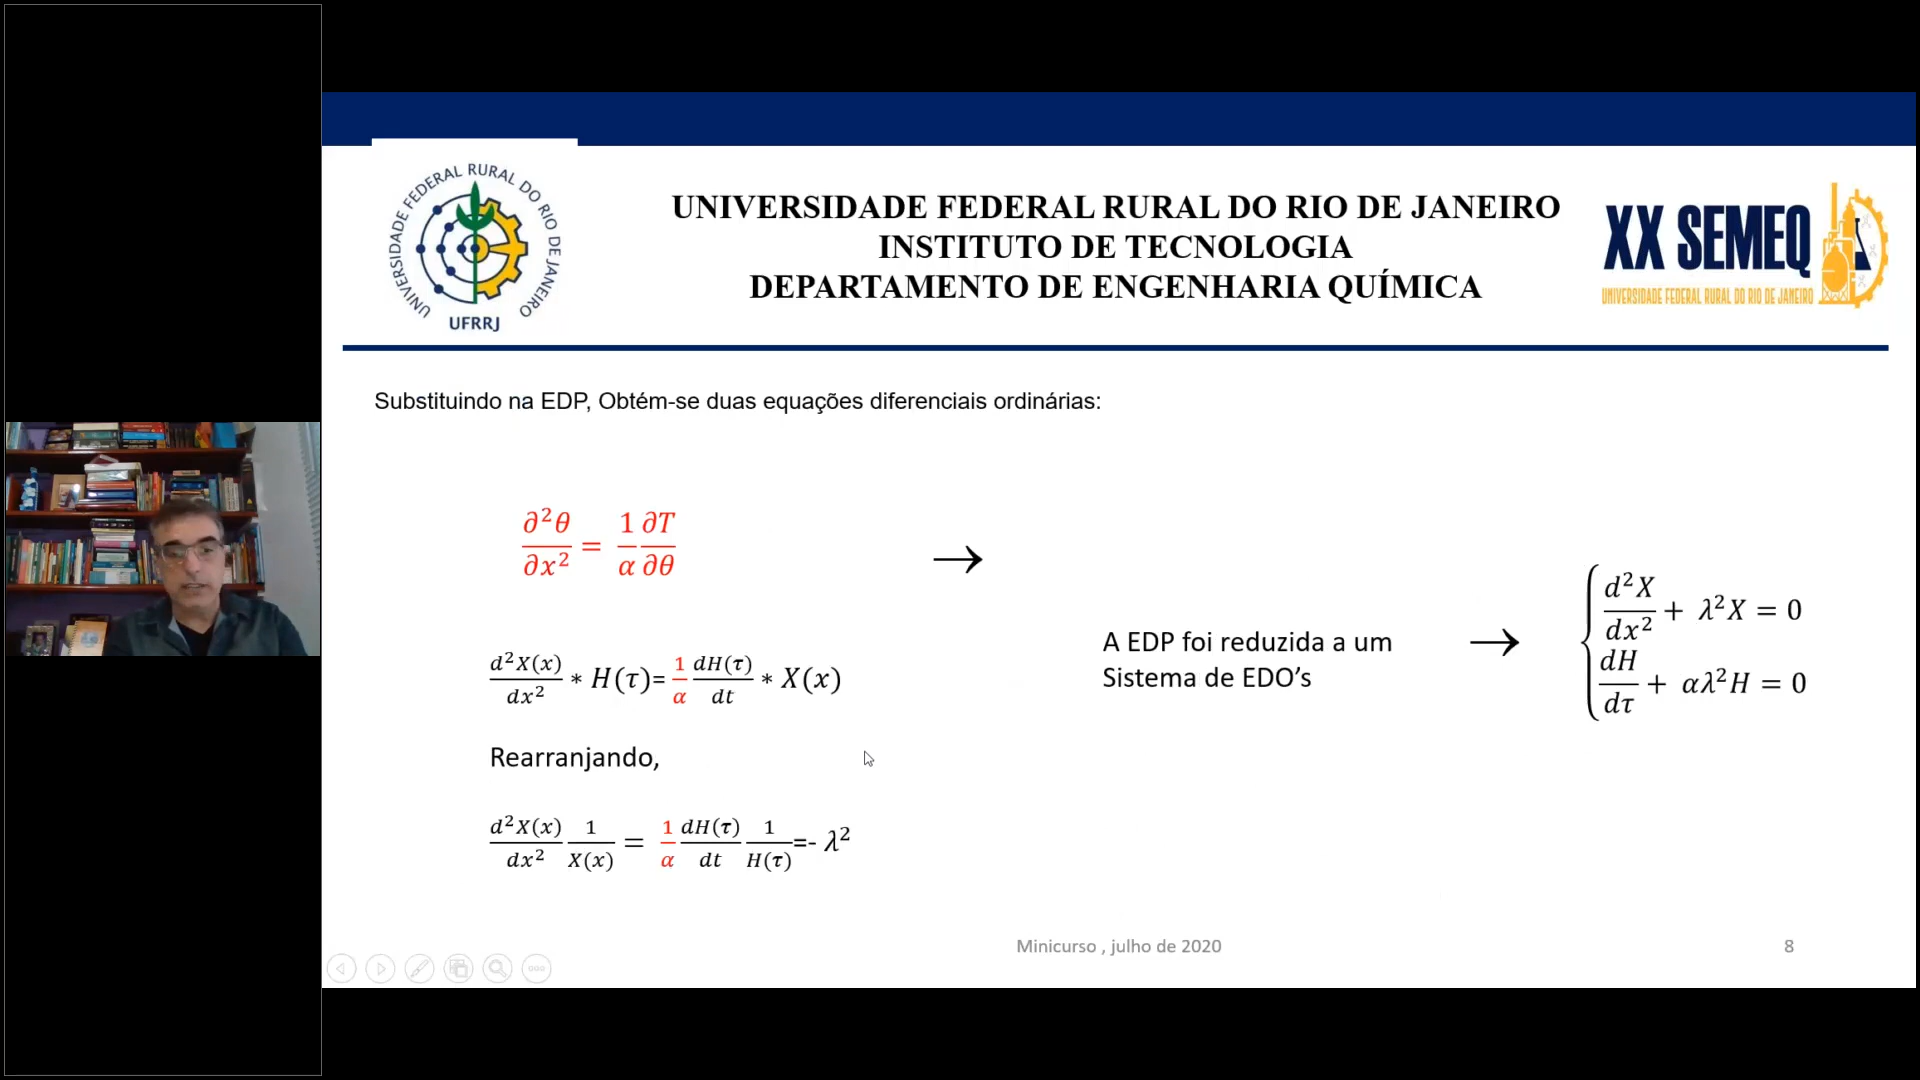 UNIVERSIDADE FEDERAL RURAL DO RIO DE JANEIRO
UFRRJ
UNIVERSIDADE FEDERAL RURAL DO RIO DE JANEIRO
INSTITUTO DE TECNOLOGIA
DEPARTAMENTO DE ENGENHARIA QUÍMICA
XX SEMEQ
UNIVERSIDADE FEDERAL RURAL DO RIO DE JANEIRO
Substituindo na EDP, Obtém-se duas equações diferenciais ordinárias:
∂²θ/∂x² = 1/α ∂T/∂θ
→
d²X(x)/dx² ∗ H(τ)= 1/α dH(τ)/dt ∗ X(x)
Rearranjando,
d²X(x)/dx² 1/X(x) = 1/α dH(τ)/dt 1/H(τ) =- λ²
A EDP foi reduzida a um
Sistema de EDO’s
→
{ d²X/dx² + λ²X = 0
dH/dτ + αλ²H = 0
Minicurso , julho de 2020
8